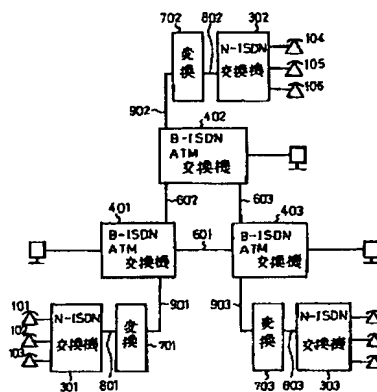 702 802 302
変換
N-ISDN
交換機
104
105
106
902
402
B-ISDN
ATM
交換機
602 603
401
B-ISDN
ATM
交換機
601
403
B-ISDN
ATM
交換機
901
903
101
102
103
N-ISDN
交換機
変換
301 801 701
変換
N-ISDN
交換機
703 803 303